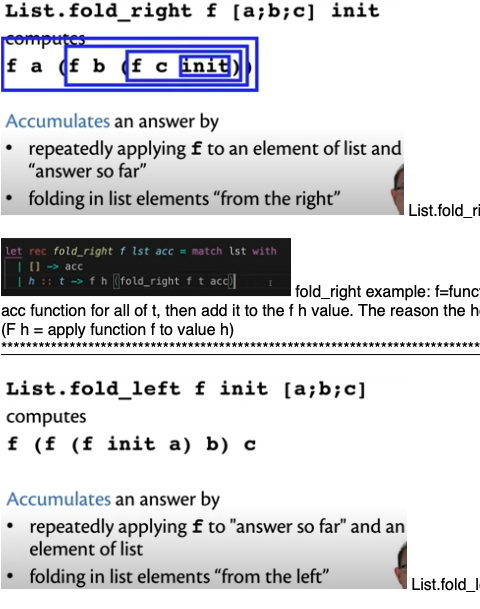 List.fold_right f [a;b;c] init
computes
f a (f b (f c init))
Accumulates an answer by
• repeatedly applying f to an element of list and "answer so far"
• folding in list elements "from the right"
List.fold_ri
let rec fold_right f lst acc = match lst with
| [] -> acc
| h :: t -> f h (fold_right f t acc)
fold_right example: f=func
acc function for all of t, then add it to the f h value. The reason the he
(F h = apply function f to value h)
********************************************************************************
List.fold_left f init [a;b;c]
computes
f (f (f init a) b) c
Accumulates an answer by
• repeatedly applying f to "answer so far" and an
element of list
• folding in list elements "from the left"
List.fold_le